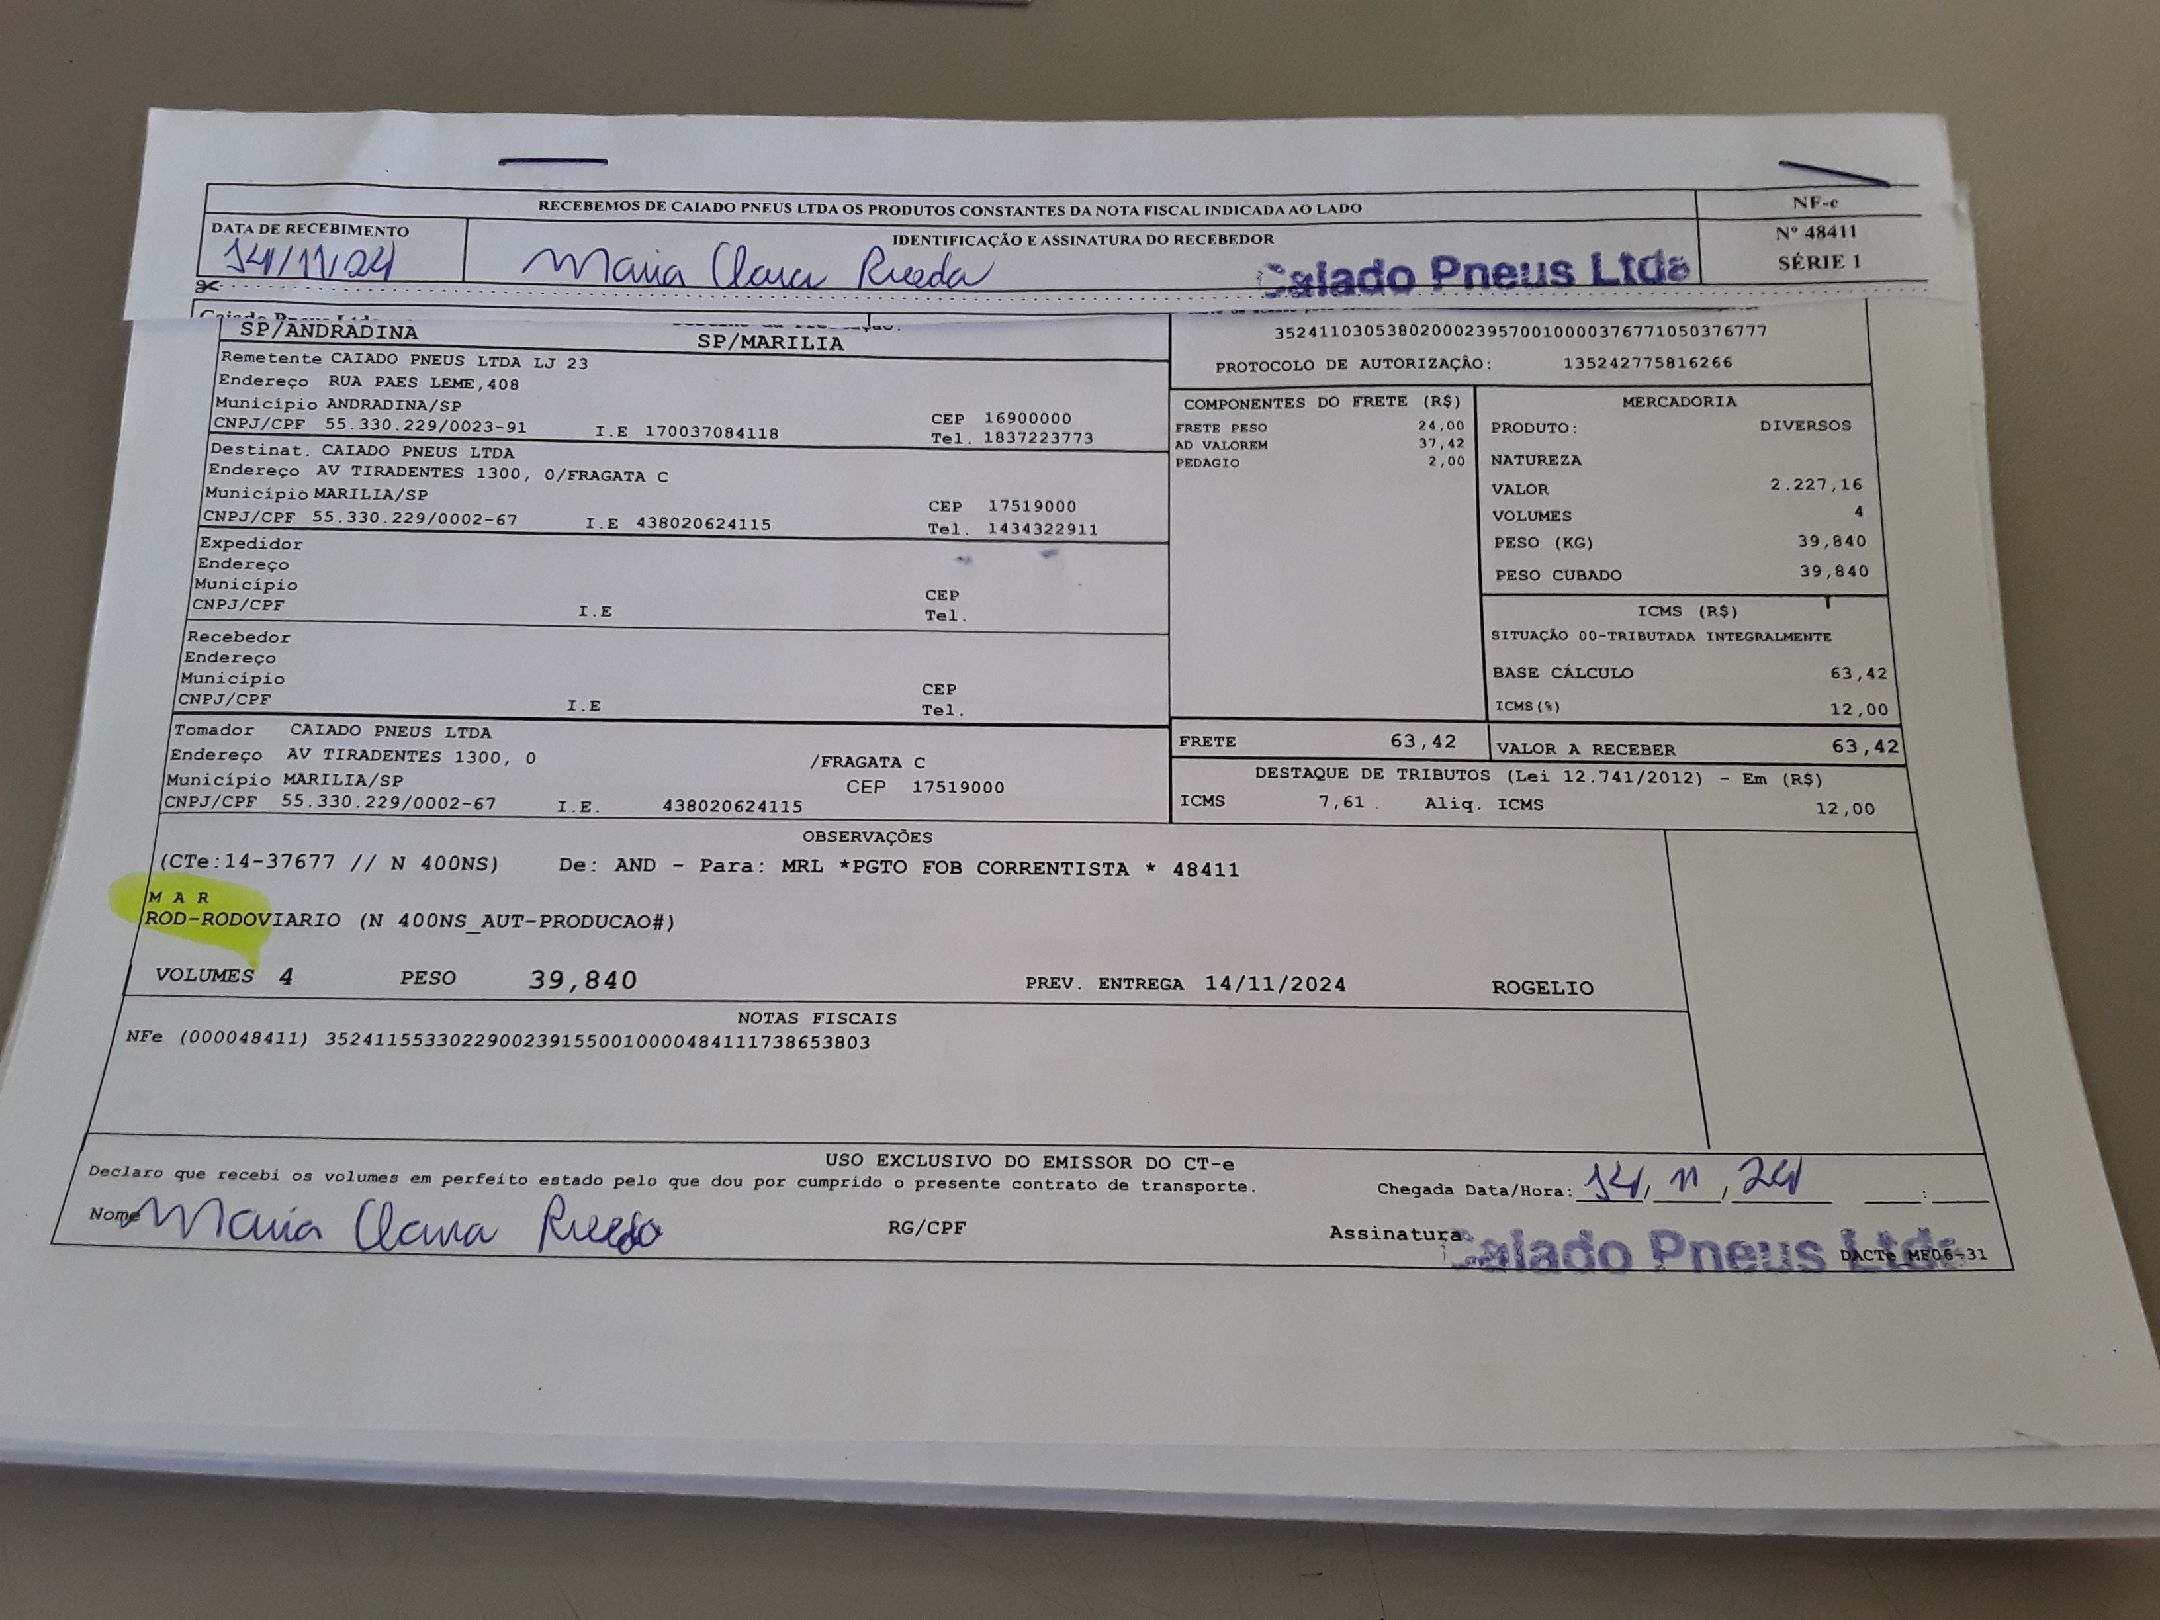 RECEBEMOS DE CAIADO PNEUS LTDA OS PRODUTOS CONSTANTES DA NOTA FISCAL INDICADA AO LADO
NF-e
Nº 48411
SÉRIE 1
DATA DE RECEBIMENTO
14/11/24
IDENTIFICAÇÃO E ASSINATURA DO RECEBEDOR
Maria Clara Rueda
Caiado Pneus Ltda
SP/ANDRADINA
SP/MARILIA
Remetente CAIADO PNEUS LTDA LJ 23
Endereço RUA PAES LEME,408
Município ANDRADINA/SP
CEP 16900000
CNPJ/CPF 55.330.229/0023-91 I.E 170037084118 Tel. 1837223773
Destinat. CAIADO PNEUS LTDA
Endereço AV TIRADENTES 1300, 0/FRAGATA C
Município MARILIA/SP CEP 17519000
CNPJ/CPF 55.330.229/0002-67 I.E 438020624115 Tel. 1434322911
Expedidor
Endereço
Município CEP
CNPJ/CPF I.E Tel.
Recebedor
Endereço
Município CEP
CNPJ/CPF I.E Tel.
Tomador CAIADO PNEUS LTDA
Endereço AV TIRADENTES 1300, 0 /FRAGATA C
Município MARILIA/SP CEP 17519000
CNPJ/CPF 55.330.229/0002-67 I.E. 438020624115
35241103053802000239570010000376771050376777
PROTOCOLO DE AUTORIZAÇÃO: 135242775816266
COMPONENTES DO FRETE (R$)
FRETE PESO 24,00
AD VALOREM 37,42
PEDAGIO 2,00
MERCADORIA
PRODUTO: DIVERSOS
NATUREZA
VALOR 2.227,16
VOLUMES 4
PESO (KG) 39,840
PESO CUBADO 39,840
ICMS (R$)
SITUAÇÃO 00-TRIBUTADA INTEGRALMENTE
BASE CÁLCULO 63,42
ICMS(%) 12,00
FRETE 63,42
VALOR A RECEBER 63,42
DESTAQUE DE TRIBUTOS (Lei 12.741/2012) - Em (R$)
ICMS 7,61 . Aliq. ICMS 12,00
OBSERVAÇÕES
(CTe:14-37677 // N 400NS) De: AND - Para: MRL *PGTO FOB CORRENTISTA * 48411
M A R
ROD-RODOVIARIO (N 400NS_AUT-PRODUCAO#)
VOLUMES 4 PESO 39,840 PREV. ENTREGA 14/11/2024 ROGELIO
NOTAS FISCAIS
NFe (000048411) 35241155330229002391550010000484111738653803
USO EXCLUSIVO DO EMISSOR DO CT-e
Declaro que recebi os volumes em perfeito estado pelo que dou por cumprido o presente contrato de transporte.
Chegada Data/Hora: 14/11/24 :
Nome Maria Clara Rueda RG/CPF Assinatura:
Caiado Pneus Ltda
DACTe MF06-31